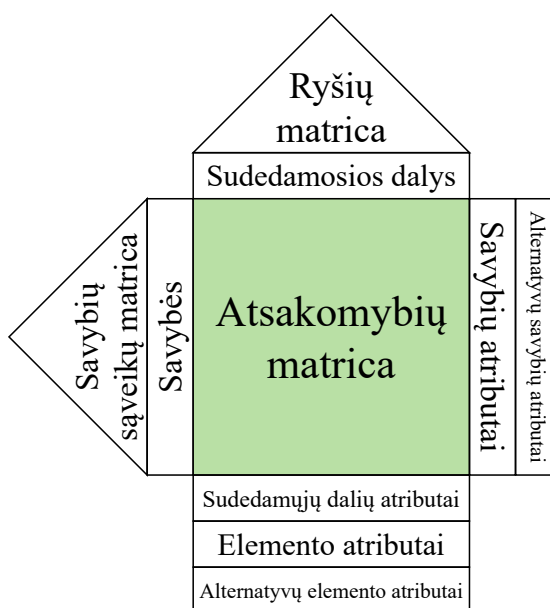 Ryšių
matrica
Sudedamosios dalys
Savybių
sąveikų matrica
Savybės
Atsakomybių
matrica
Savybių atributai
Alternatyvų savybių atributai
Sudedamųjų dalių atributai
Elemento atributai
Alternatyvų elemento atributai